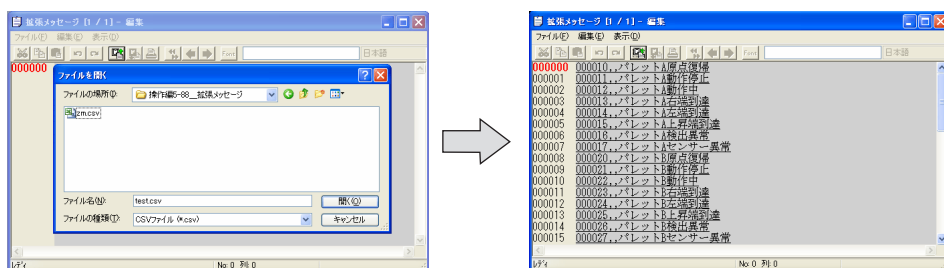 拡張メッセージ [1 / 1] - 編集
ファイル(F) 編集(E) 表示(D)
Font
日本語
000000
ファイルを開く
ファイルの場所(I):
操作編5-88__拡張メッセージ
zm.csv
ファイル名(N):
test.csv
開く(O)
ファイルの種類(T):
CSVファイル (*.csv)
キャンセル
ﾚﾃﾞｨ
No: 0 列: 0
拡張メッセージ [1 / 1] - 編集
ファイル(F) 編集(E) 表示(D)
Font
日本語
000000 000010,,パレットA原点復帰
000001 000011,,パレットA動作停止
000002 000012,,パレットA動作中
000003 000013,,パレットA右端到達
000004 000014,,パレットA左端到達
000005 000015,,パレットA上昇端到達
000006 000016,,パレットA検出異常
000007 000017,,パレットAセンサー異常
000008 000020,,パレットB原点復帰
000009 000021,,パレットB動作停止
000010 000022,,パレットB動作中
000011 000023,,パレットB右端到達
000012 000024,,パレットB左端到達
000013 000025,,パレットB上昇端到達
000014 000026,,パレットB検出異常
000015 000027,,パレットBセンサー異常
ﾚﾃﾞｨ
No: 0 列: 0